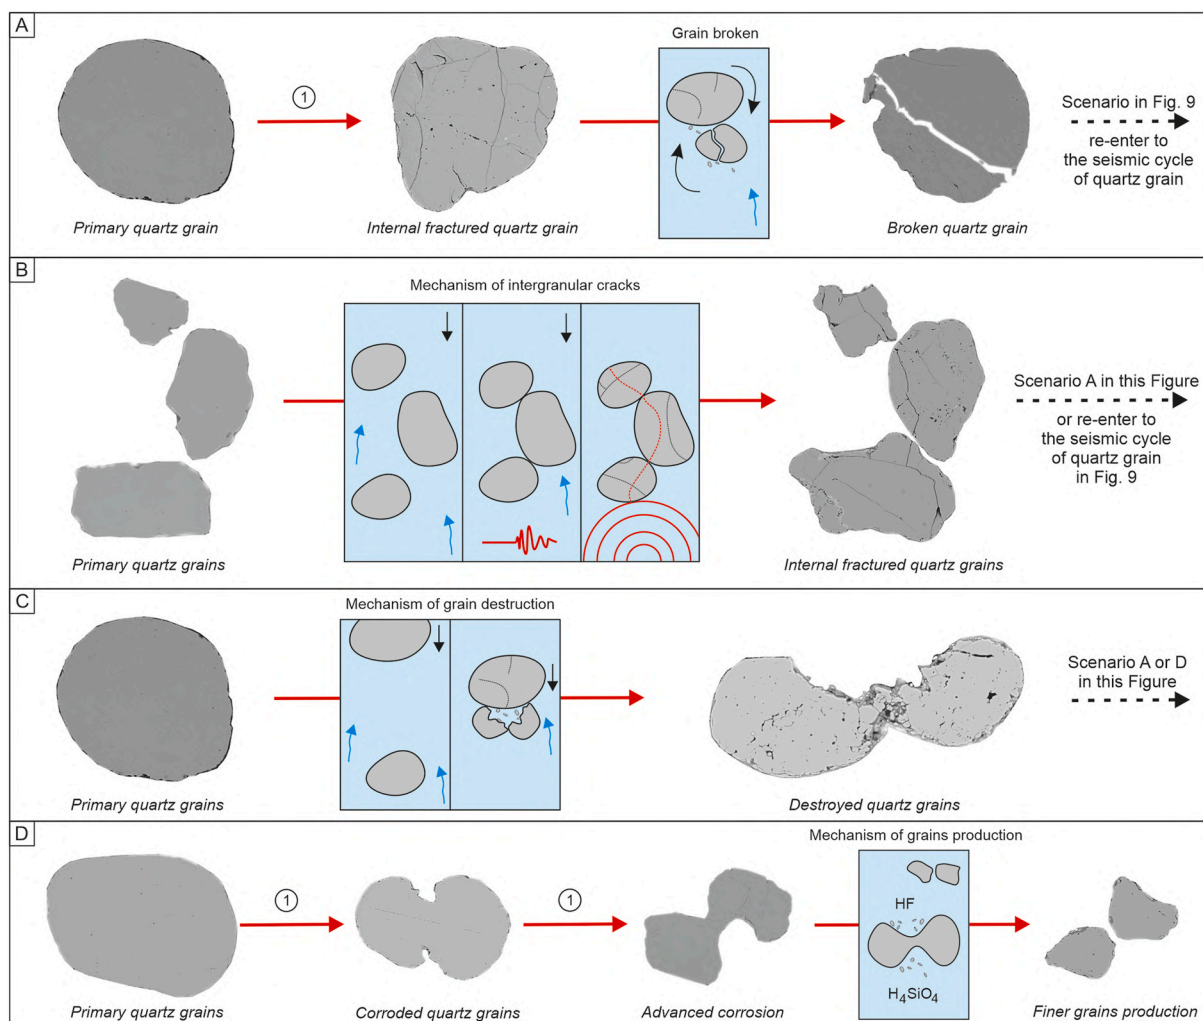 A
Grain broken
1
Scenario in Fig. 9
re-enter to
the seismic cycle
of quartz grain
Primary quartz grain
Internal fractured quartz grain
Broken quartz grain
B
Mechanism of intergranular cracks
Scenario A in this Figure
or re-enter to
the seismic cycle
of quartz grain
in Fig. 9
Primary quartz grains
Internal fractured quartz grains
C
Mechanism of grain destruction
Scenario A or D
in this Figure
Primary quartz grains
Destroyed quartz grains
D
Mechanism of grains production
1
1
HF
H₄SiO₄
Primary quartz grains
Corroded quartz grains
Advanced corrosion
Finer grains production